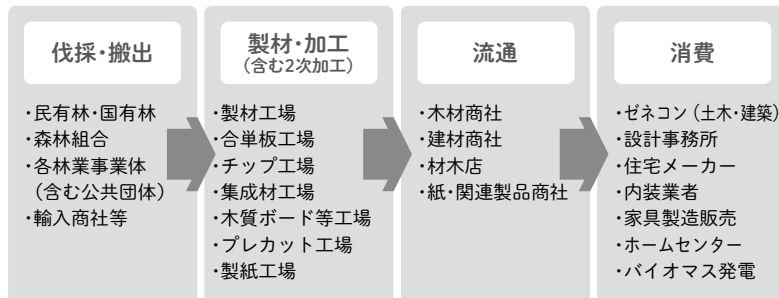 伐採・搬出
・民有林・国有林
・森林組合
・各林業事業体
（含む公共団体）
・輸入商社等
製材・加工
（含む2次加工）
・製材工場
・合単板工場
・チップ工場
・集成材工場
・木質ボード等工場
・プレカット工場
・製紙工場
流通
・木材商社
・建材商社
・材木店
・紙・関連製品商社
消費
・ゼネコン（土木・建築）
・設計事務所
・住宅メーカー
・内装業者
・家具製造販売
・ホームセンター
・バイオマス発電